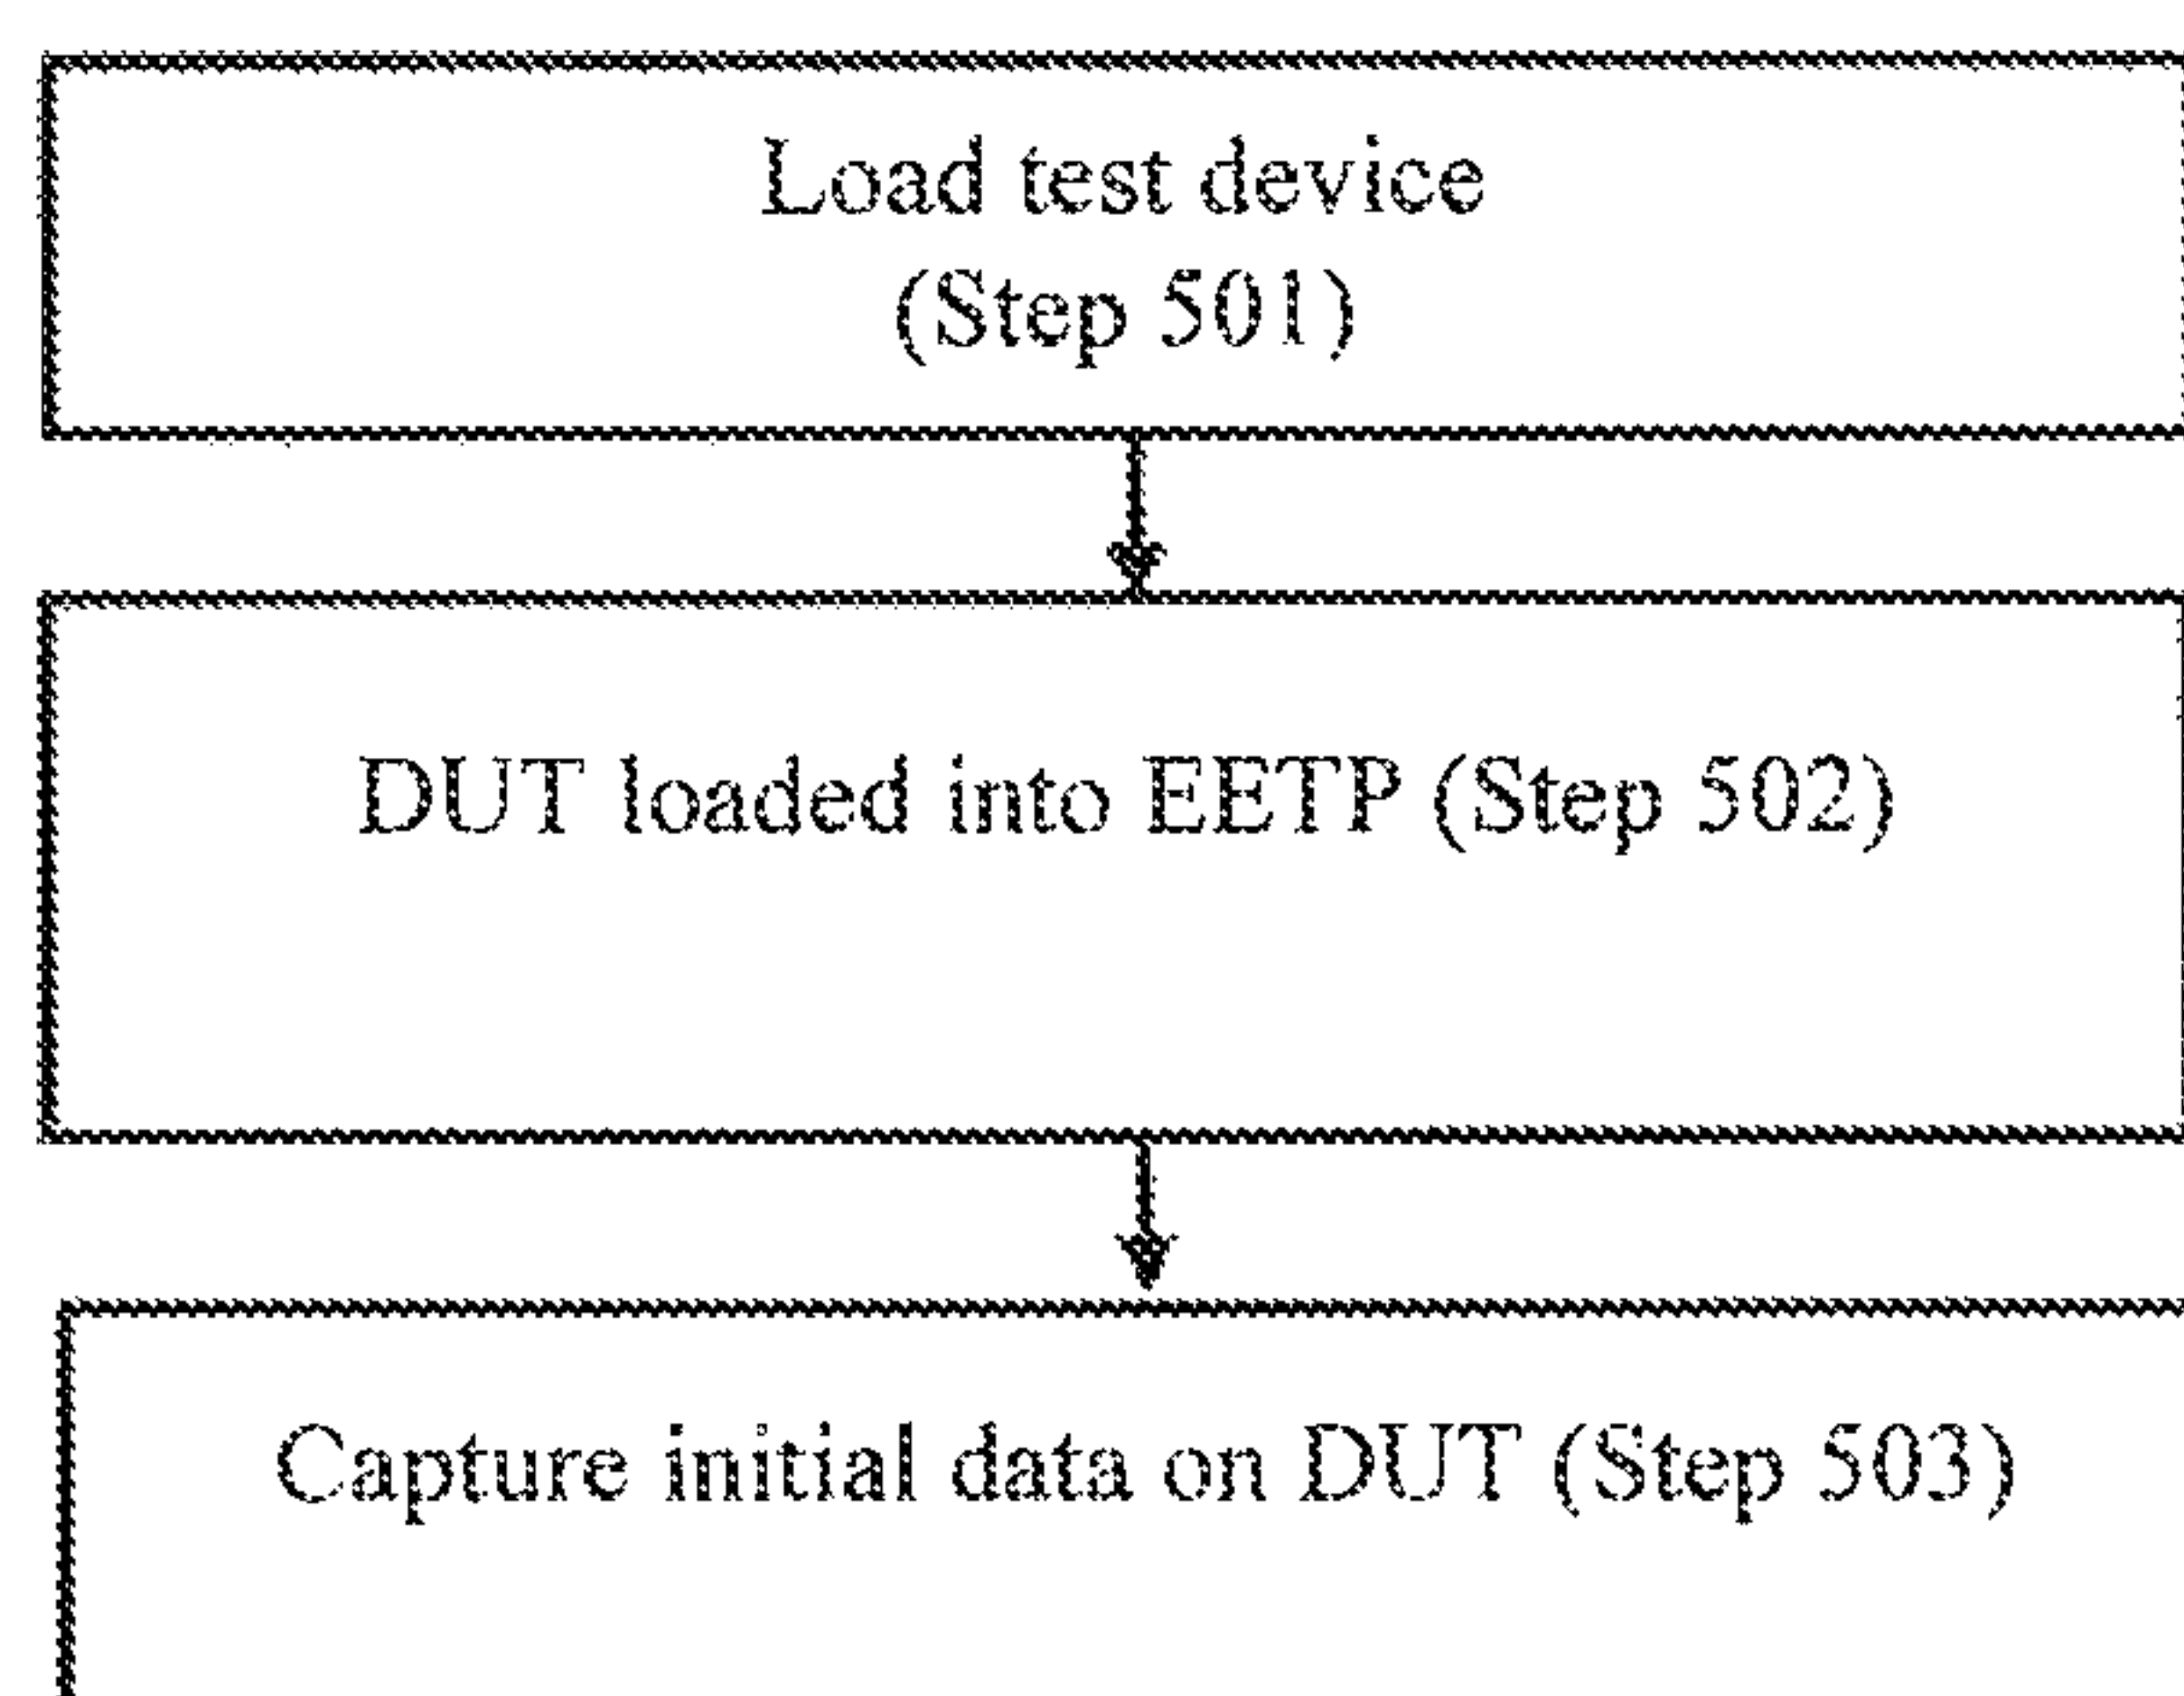 Load test device
(Step 501)
DUT loaded into EETP (Step 502)
Capture initial data on DUT (Step 503)